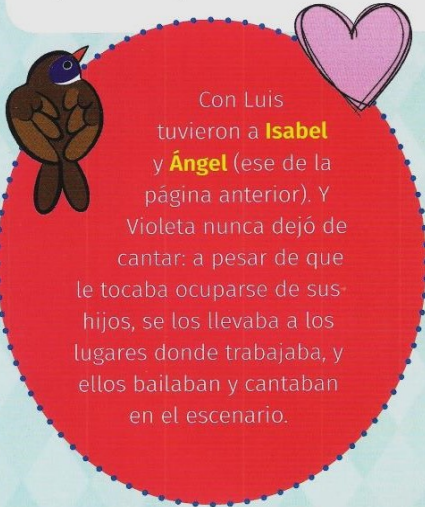 Con Luis
tuvieron a Isabel
y Ángel (ese de la
página anterior). Y
Violeta nunca dejó de
cantar: a pesar de que
le tocaba ocuparse de sus
hijos, se los llevaba a los
lugares donde trabajaba, y
ellos bailaban y cantaban
en el escenario.